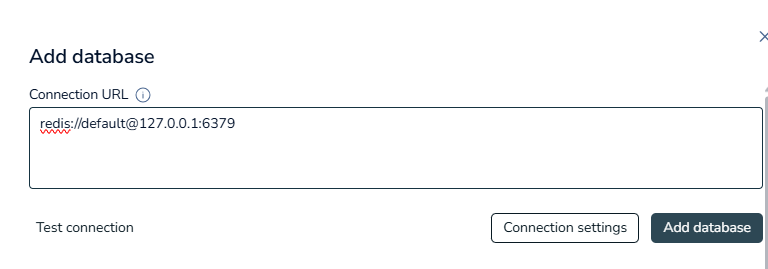 Add database
Connection URL
redis://default@127.0.0.1:6379
Test connection
Connection settings
Add database